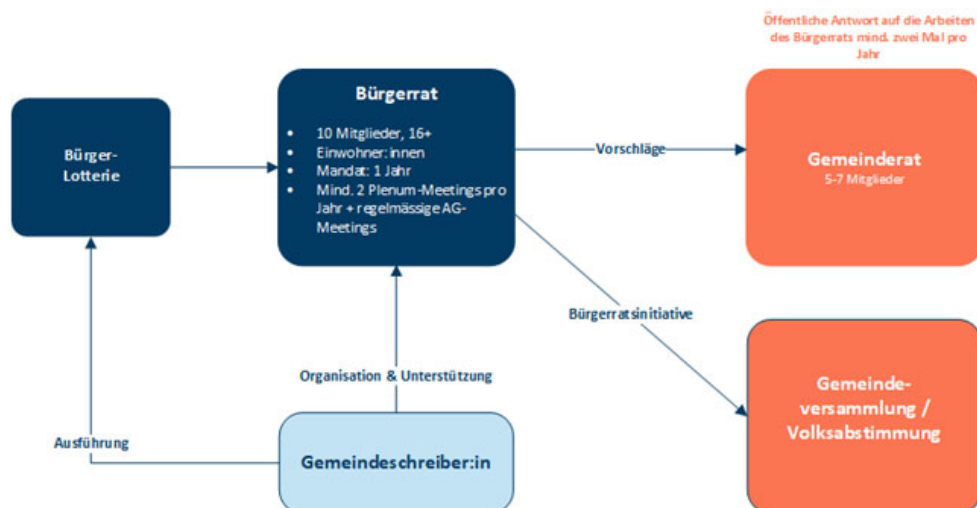 Öffentliche Antwort auf die Arbeiten
des Bürgerrats mind. zwei Mal pro
Jahr
Bürger-
Lotterie
Bürgerrat
• 10 Mitglieder, 16+
• Einwohner:innen
• Mandat: 1 Jahr
• Mind. 2 Plenum-Meetings pro
Jahr + regelmässige AG-
Meetings
Vorschläge
Gemeinderat
5-7 Mitglieder
Bürgerratsinitiative
Organisation & Unterstützung
Ausführung
Gemeindeschreiber:in
Gemeinde-
versammlung /
Volksabstimmung